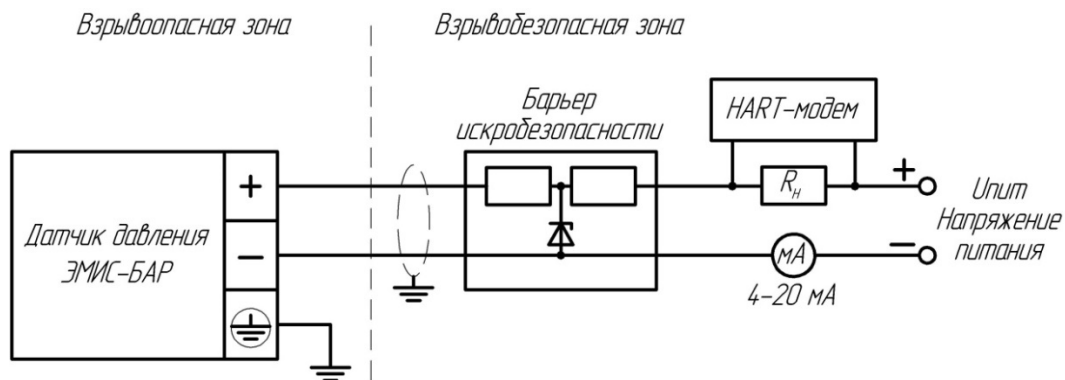 Взрывоопасная зона
Взрывобезопасная зона
Барьер
искробезопасности
HART-модем
+
Rн
+
Uпит
Напряжение
питания
Датчик давления
ЭМИС-БАР
−
мА
−
4-20 мА